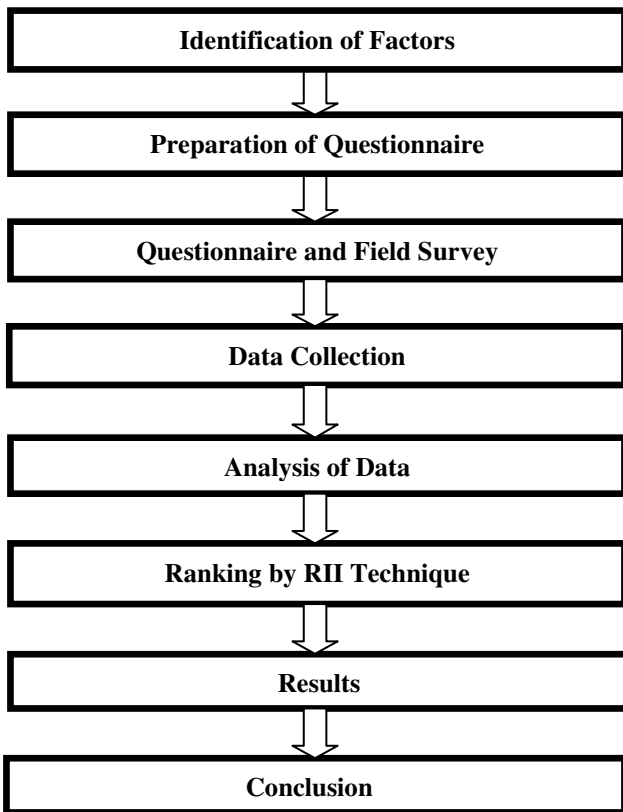 Identification of Factors
Preparation of Questionnaire
Questionnaire and Field Survey
Data Collection
Analysis of Data
Ranking by RII Technique
Results
Conclusion